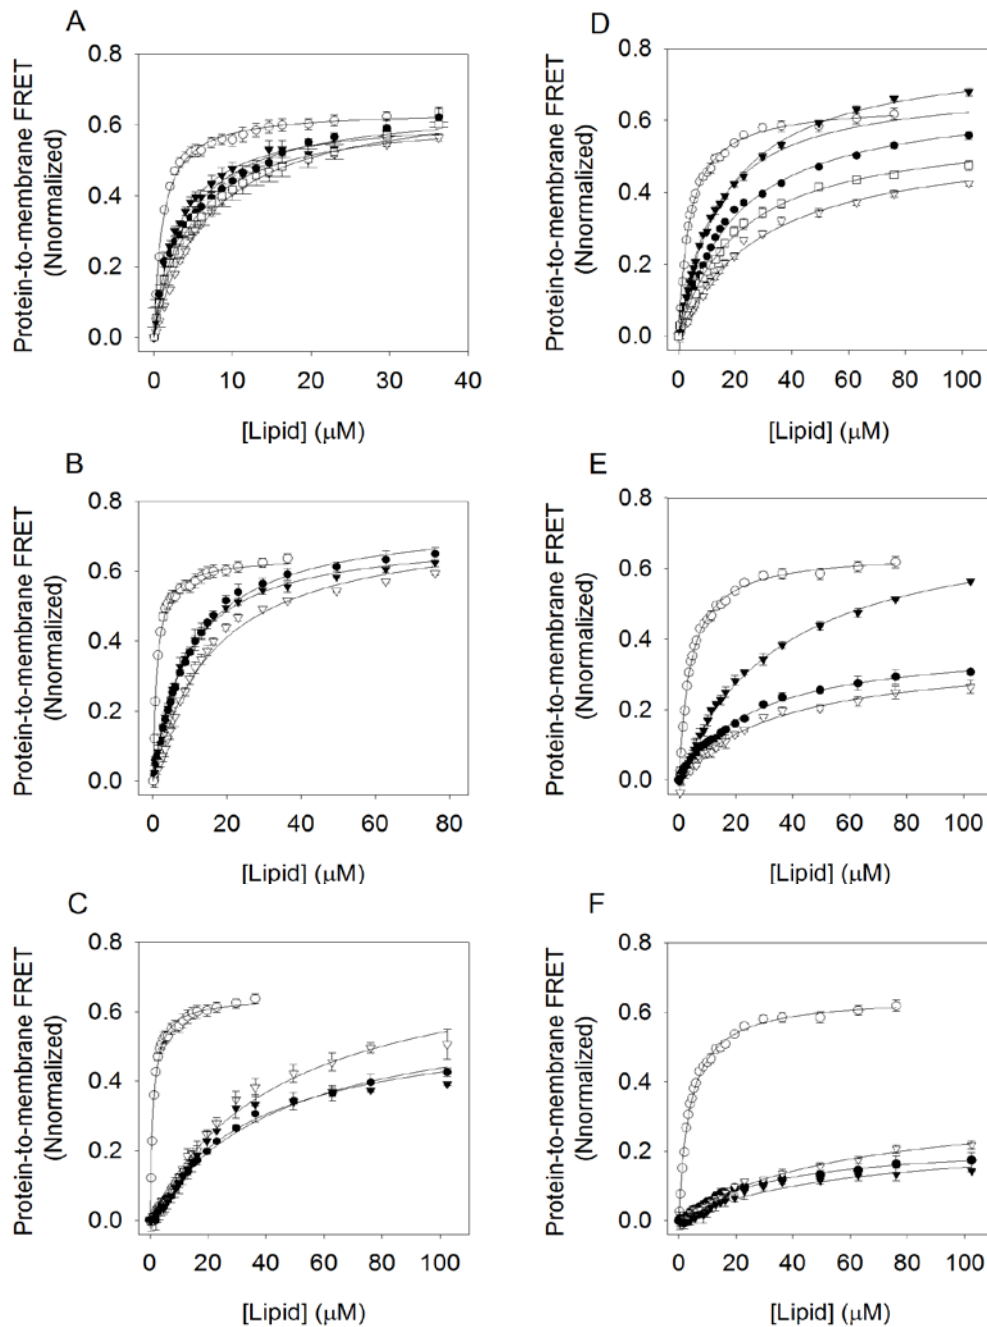 A
Protein-to-membrane FRET
(Nnormalized)
0.8
0.6
0.4
0.2
0.0
0 10 20 30 40
[Lipid] (μM)
B
Protein-to-membrane FRET
(Nnormalized)
0.8
0.6
0.4
0.2
0.0
0 20 40 60 80
[Lipid] (μM)
C
Protein-to-membrane FRET
(Nnormalized)
0.8
0.6
0.4
0.2
0.0
0 20 40 60 80 100
[Lipid] (μM)
D
Protein-to-membrane FRET
(Nnormalized)
0.8
0.6
0.4
0.2
0.0
0 20 40 60 80 100
[Lipid] (μM)
E
Protein-to-membrane FRET
(Nnormalized)
0.8
0.6
0.4
0.2
0.0
0 20 40 60 80 100
[Lipid] (μM)
F
Protein-to-membrane FRET
(Nnormalized)
0.8
0.6
0.4
0.2
0.0
0 20 40 60 80 100
[Lipid] (μM)